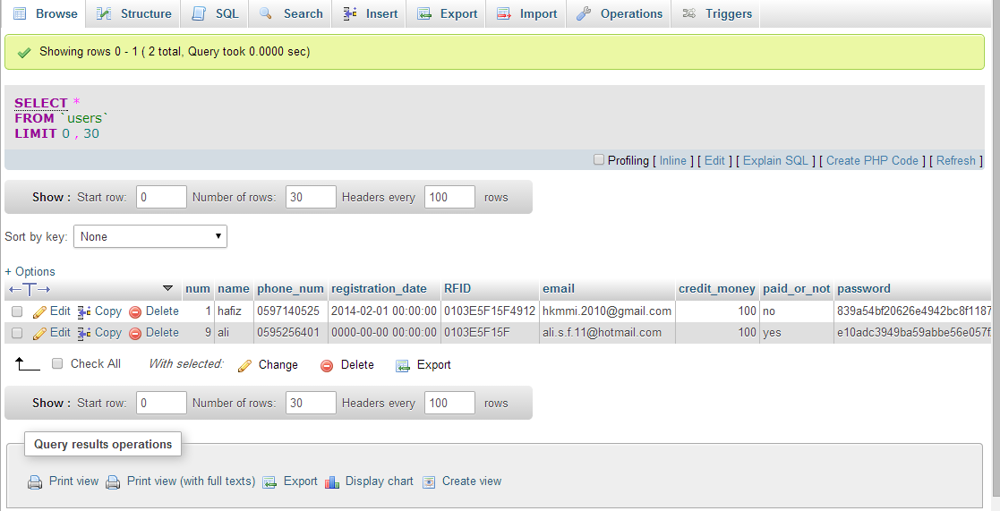 Browse Structure SQL Search Insert Export Import Operations Triggers
Showing rows 0 - 1 ( 2 total, Query took 0.0000 sec)
SELECT *
FROM `users`
LIMIT 0 , 30
Profiling [ Inline ] [ Edit ] [ Explain SQL ] [ Create PHP Code ] [ Refresh ]
Show : Start row: 0 Number of rows: 30 Headers every 100 rows
Sort by key: None
+ Options
num name phone_num registration_date RFID email credit_money paid_or_not password
Edit Copy Delete 1 hafiz 0597140525 2014-02-01 00:00:00 0103E5F15F4912 hkmmi.2010@gmail.com 100 no 839a54bf20626e4942bc8f1187
Edit Copy Delete 9 ali 0595256401 0000-00-00 00:00:00 0103E5F15F ali.s.f.11@hotmail.com 100 yes e10adc3949ba59abbe56e057f
Check All With selected: Change Delete Export
Show : Start row: 0 Number of rows: 30 Headers every 100 rows
Query results operations
Print view Print view (with full texts) Export Display chart Create view